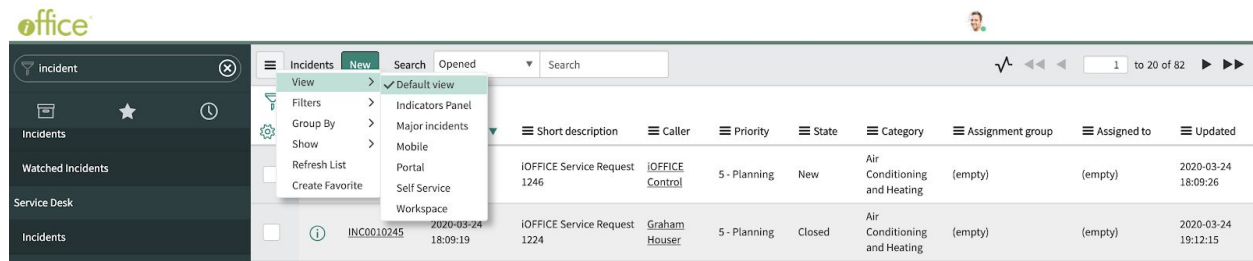 iOffice
incident
Incidents New Search Opened Search 1 to 20 of 82
View
Filters
Group By
Show
Refresh List
Create Favorite
Default view
Indicators Panel
Major incidents
Mobile
Portal
Self Service
Workspace
Incidents
Watched Incidents
Service Desk
Incidents
Short description Caller Priority State Category Assignment group Assigned to Updated
iOFFICE Service Request
1246
iOFFICE
Control
5 - Planning
New
Air
Conditioning
and Heating
(empty)
(empty)
2020-03-24
18:09:26
INC0010245
2020-03-24
18:09:19
iOFFICE Service Request
1224
Graham
Houser
5 - Planning
Closed
Air
Conditioning
and Heating
(empty)
(empty)
2020-03-24
19:12:15